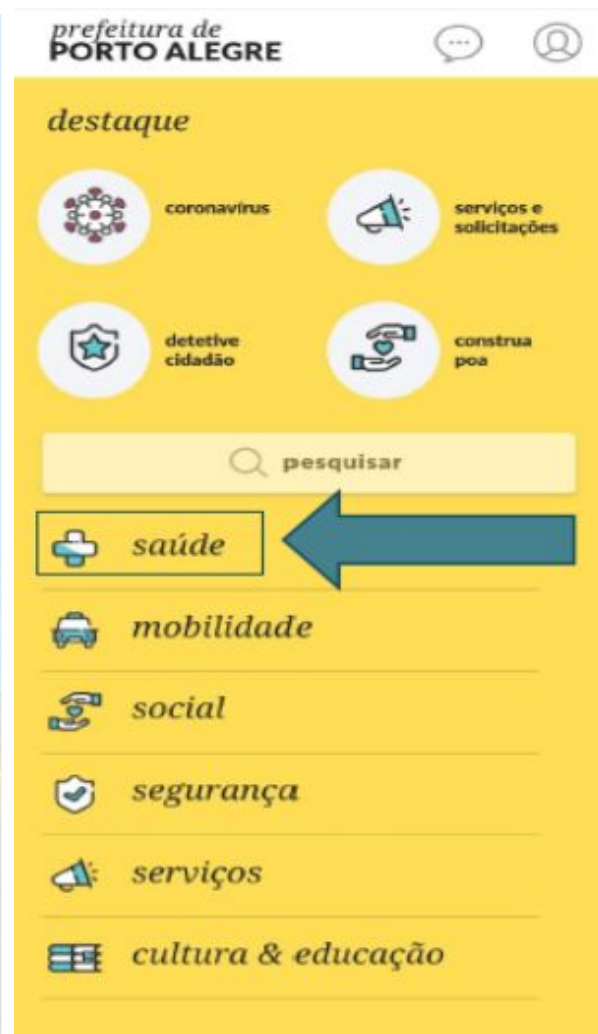 prefeitura de
PORTO ALEGRE
destaque
coronavírus
serviços e
solicitações
detetive
cidadão
construa
poa
pesquisar
saúde
mobilidade
social
segurança
serviços
cultura & educação